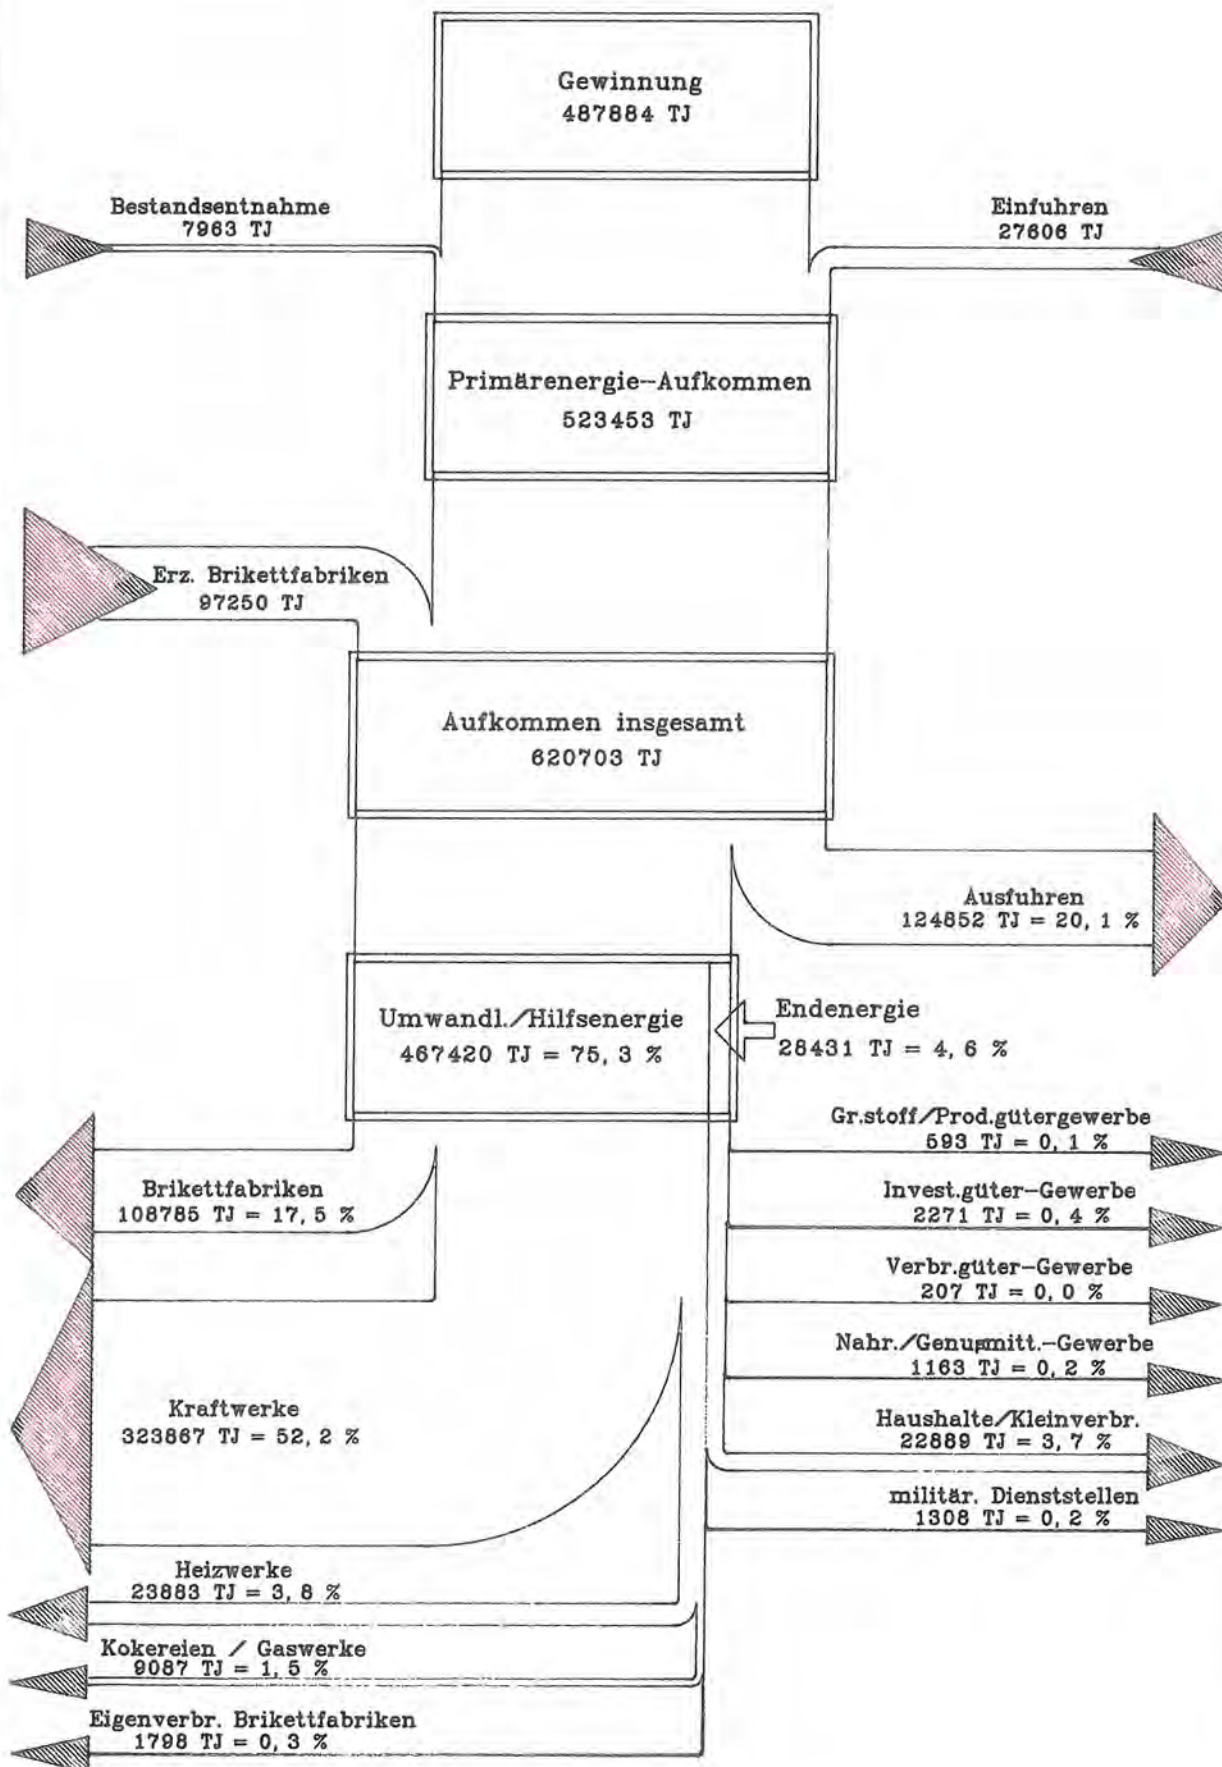 Gewinnung
487884 TJ
Bestandsentnahme
7963 TJ
Einfuhren
27606 TJ
Primärenergie-Aufkommen
523453 TJ
Erz. Brikettfabriken
97250 TJ
Aufkommen insgesamt
620703 TJ
Ausfuhren
124852 TJ = 20, 1 %
Umwandl./Hilfsenergie
467420 TJ = 75, 3 %
Endenergie
28431 TJ = 4, 6 %
Gr.stoff/Prod.gütergewerbe
593 TJ = 0, 1 %
Brikettfabriken
108785 TJ = 17, 5 %
Invest.güter-Gewerbe
2271 TJ = 0, 4 %
Verbr.güter-Gewerbe
207 TJ = 0, 0 %
Nahr./Genußmitt.-Gewerbe
1163 TJ = 0, 2 %
Kraftwerke
323867 TJ = 52, 2 %
Haushalte/Kleinverbr.
22889 TJ = 3, 7 %
militär. Dienststellen
1308 TJ = 0, 2 %
Heizwerke
23883 TJ = 3, 8 %
Kokereien / Gaswerke
9087 TJ = 1, 5 %
Eigenverbr. Brikettfabriken
1798 TJ = 0, 3 %